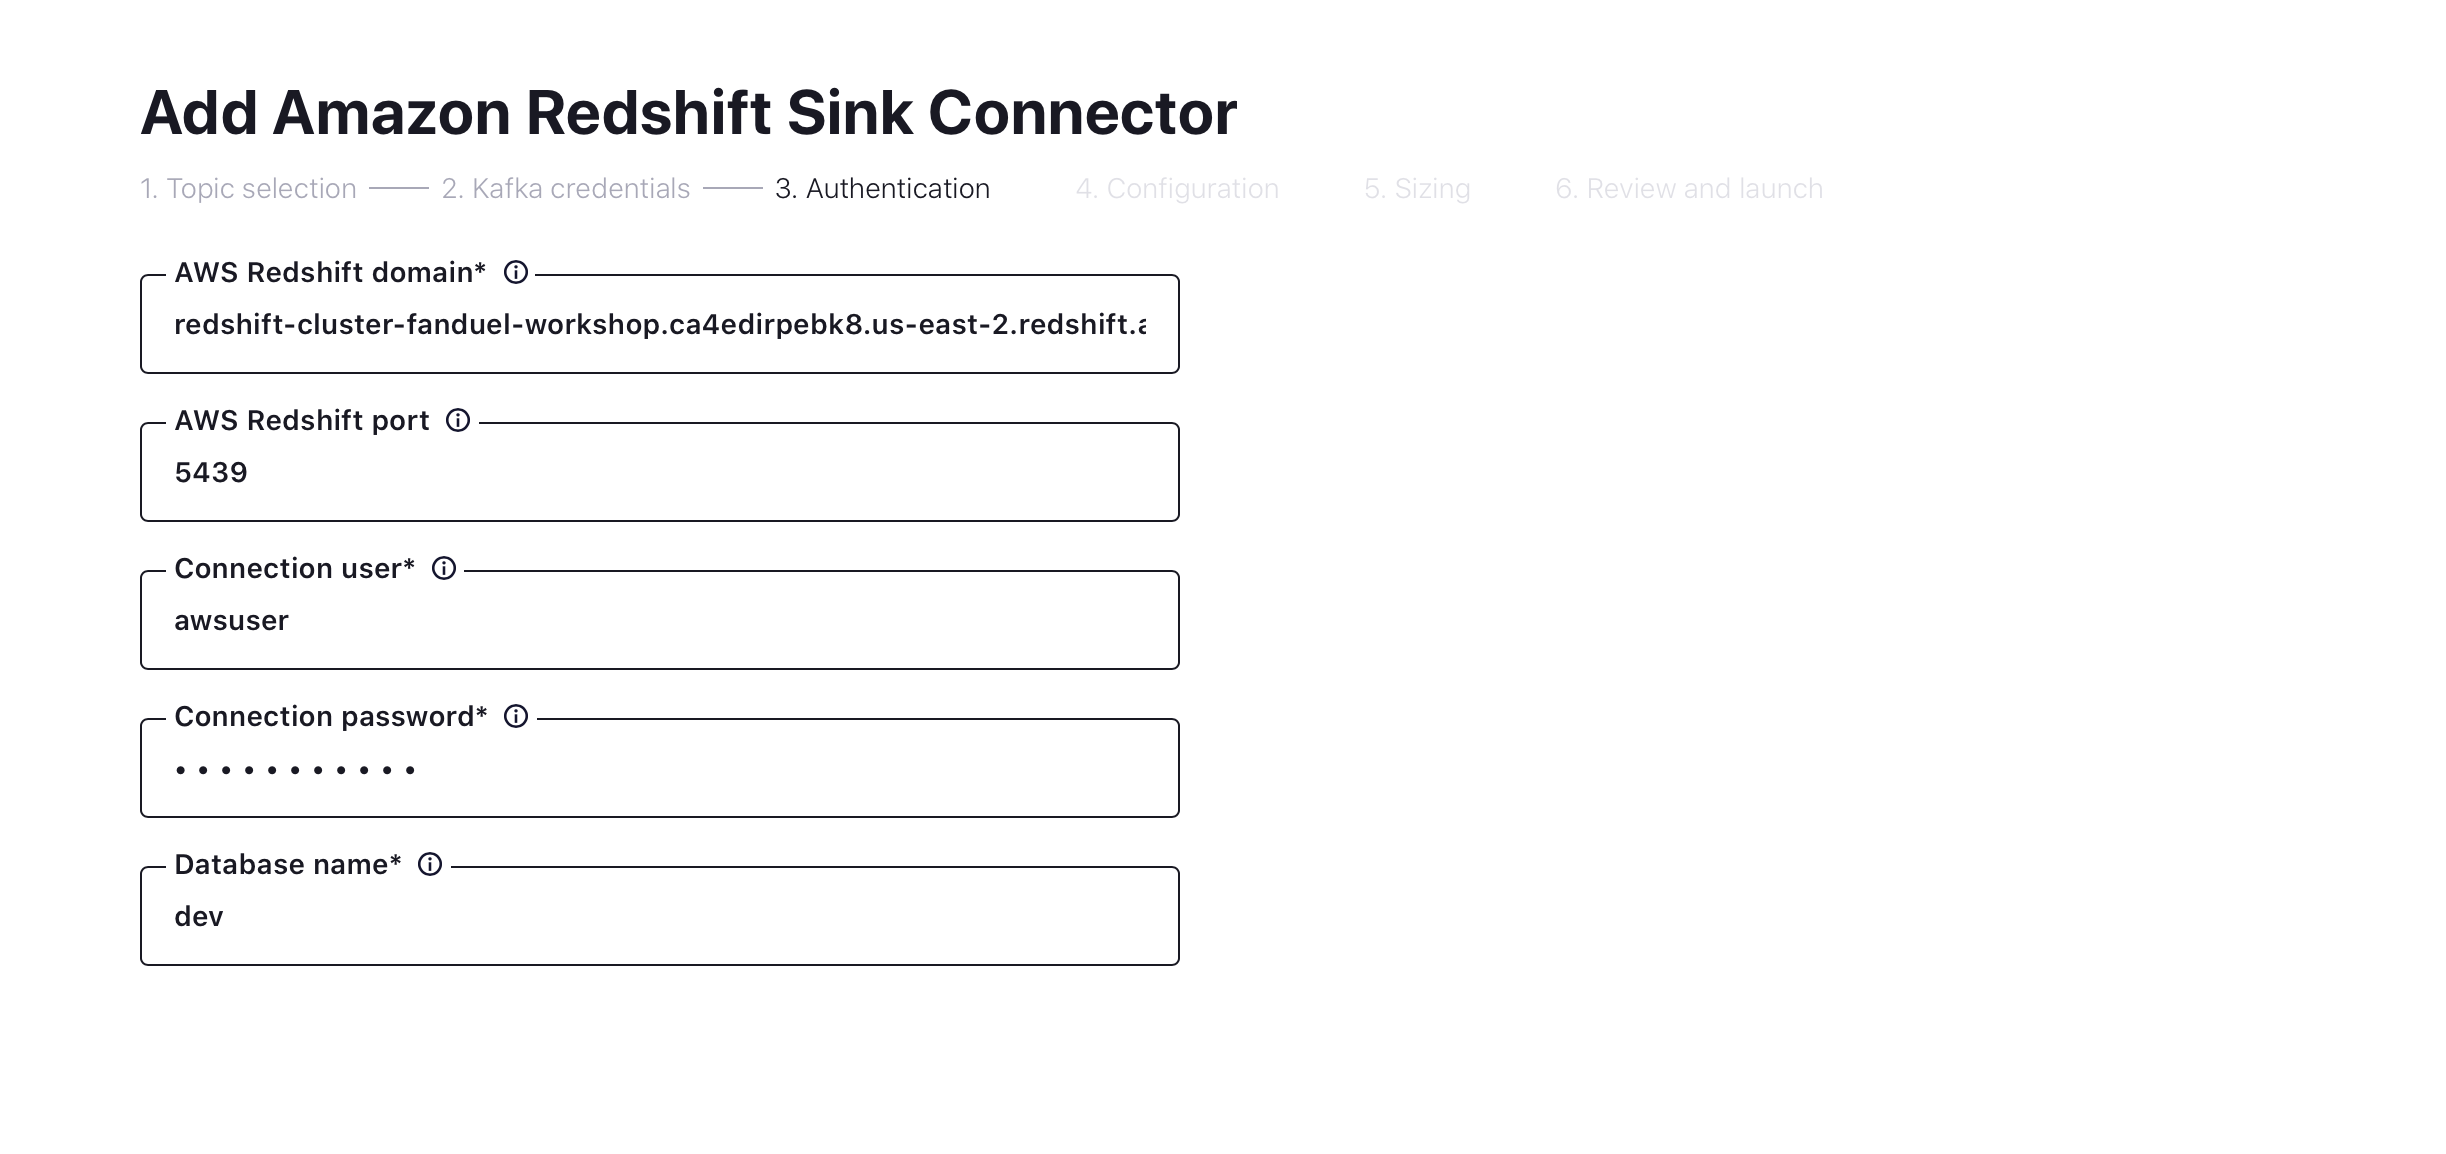 Add Amazon Redshift Sink Connector
1. Topic selection 2. Kafka credentials 3. Authentication 4. Configuration 5. Sizing 6. Review and launch
AWS Redshift domain*
redshift-cluster-fanduel-workshop.ca4edirpebk8.us-east-2.redshift.a
AWS Redshift port
5439
Connection user*
awsuser
Connection password*
•••••••••••
Database name*
dev